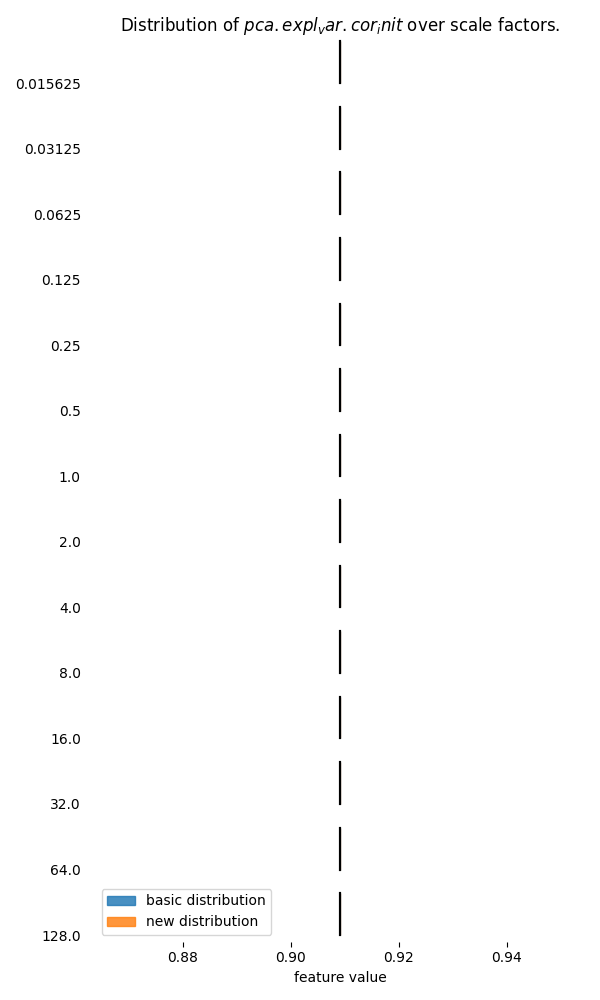 Distribution of pca.expl_var.cor_init over scale factors.
0.015625
0.03125
0.0625
0.125
0.25
0.5
1.0
2.0
4.0
8.0
16.0
32.0
64.0
128.0
basic distribution
new distribution
0.88 0.90 0.92 0.94
feature value